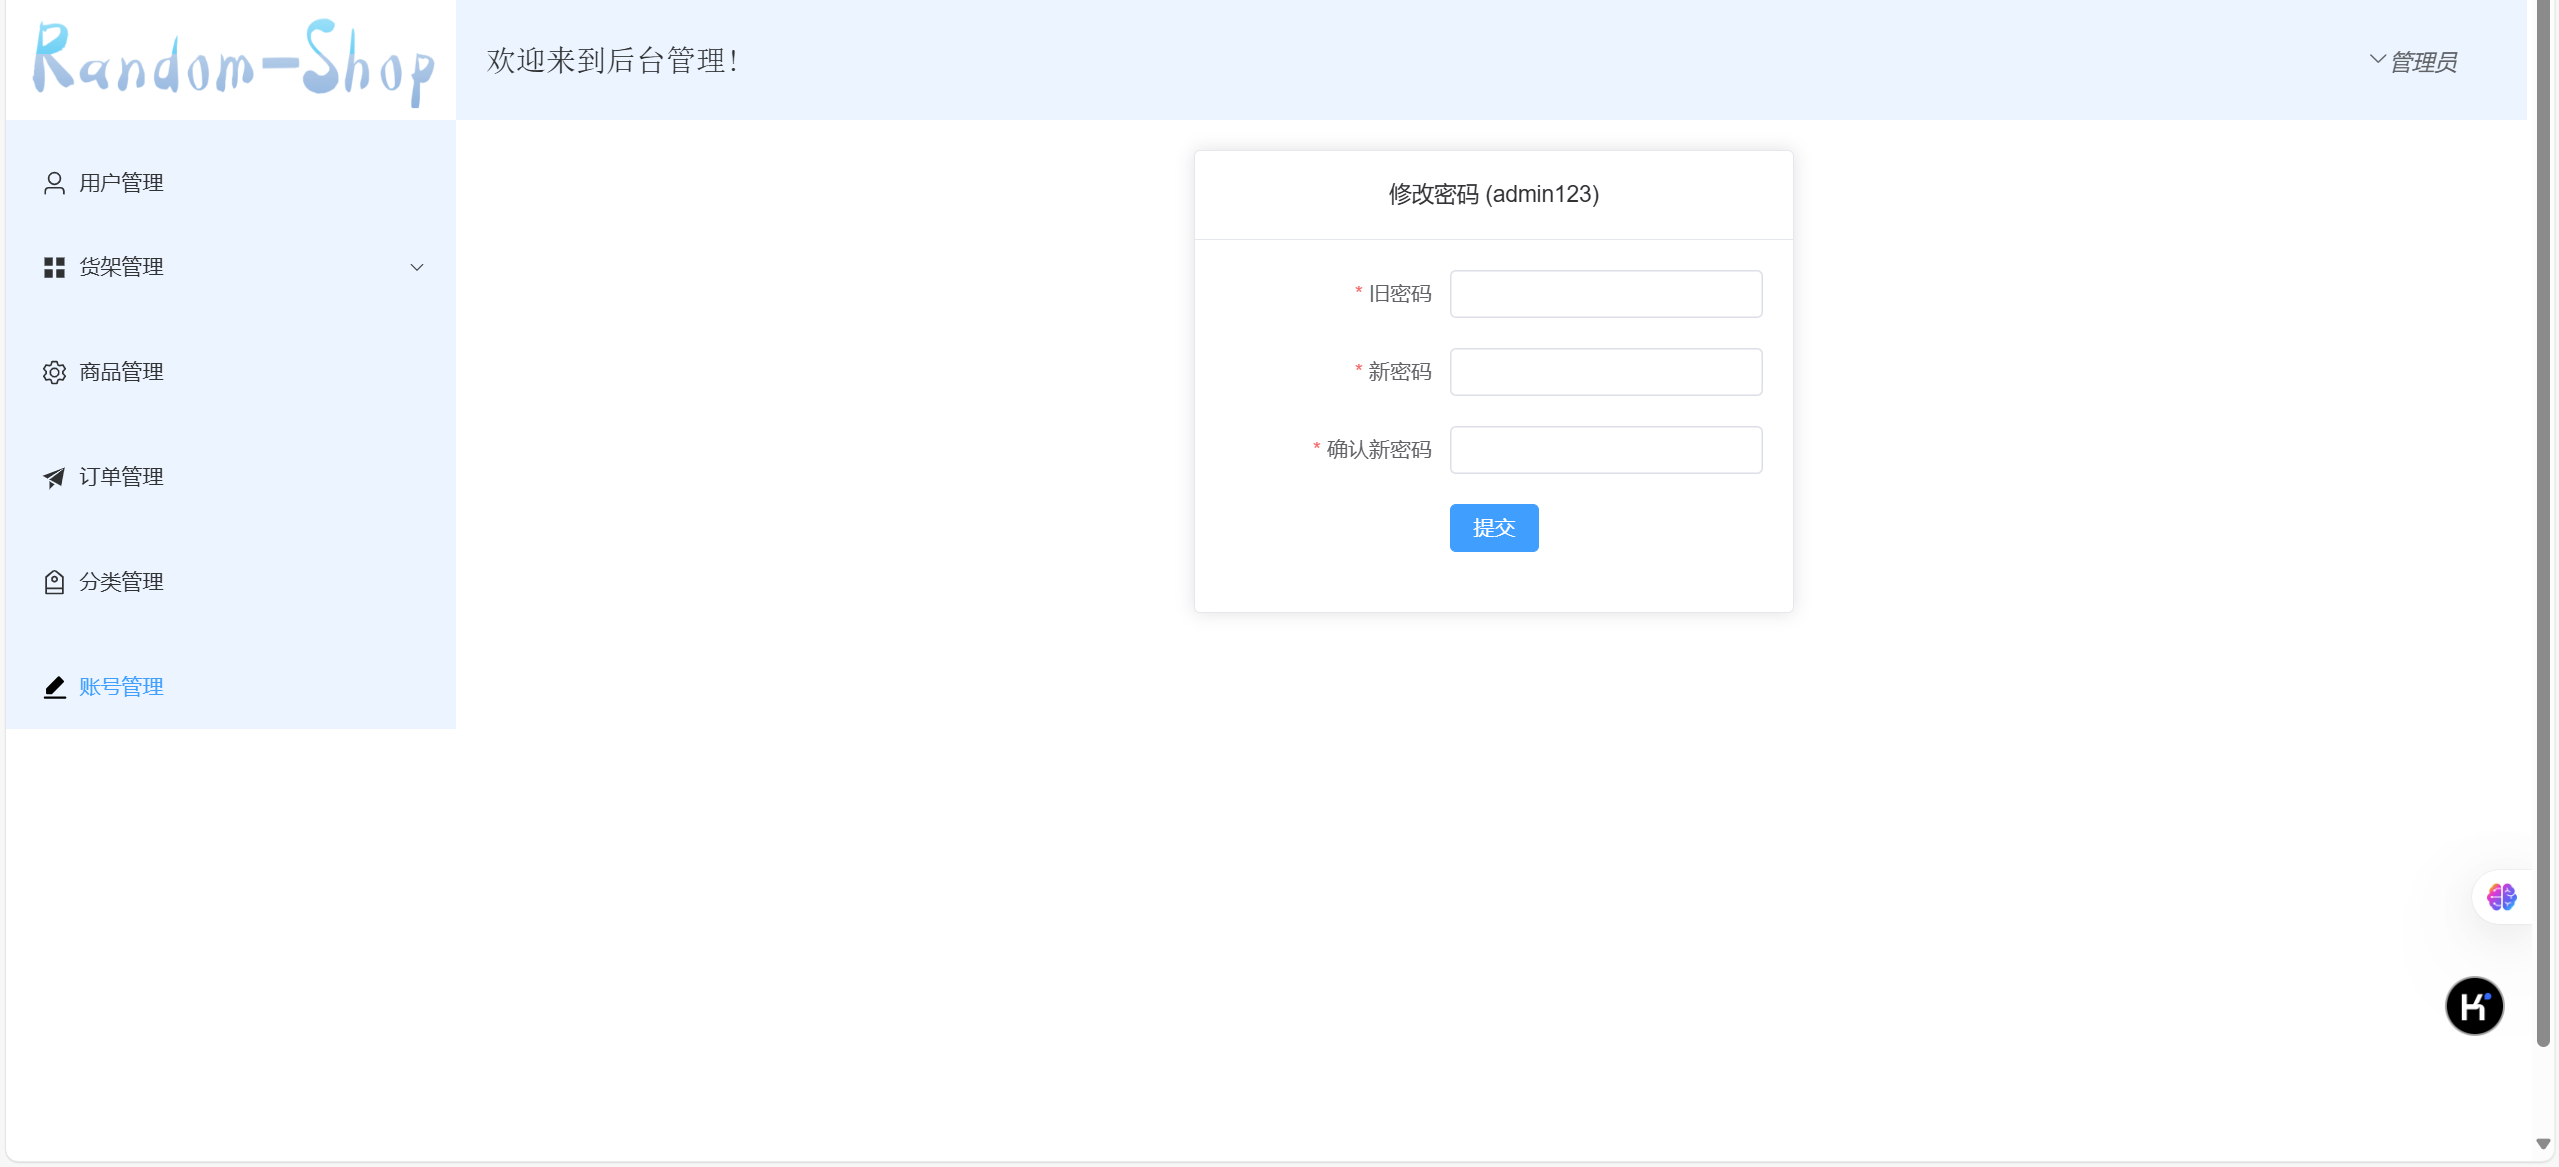 Random-Shop
欢迎来到后台管理！
管理员
用户管理
货架管理
商品管理
订单管理
分类管理
账号管理
修改密码 (admin123)
* 旧密码
* 新密码
* 确认新密码
提交
K